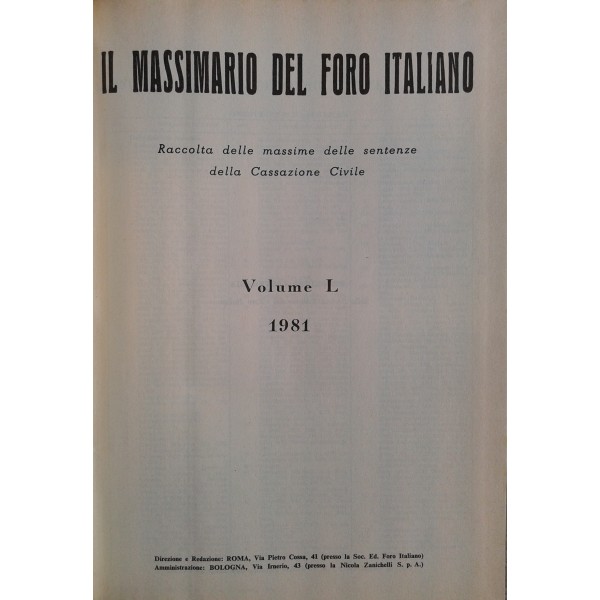 IL MASSIMARIO DEL FORO ITALIANO
Raccolta delle massime delle sentenze
della Cassazione Civile
Volume L
1981
Direzione e Redazione: ROMA, Via Pietro Cossa, 41 (presso la Soc. Ed. Foro Italiano)
Amministrazione: BOLOGNA, Via Irnerio, 43 (presso la Nicola Zanichelli S. p. A.)